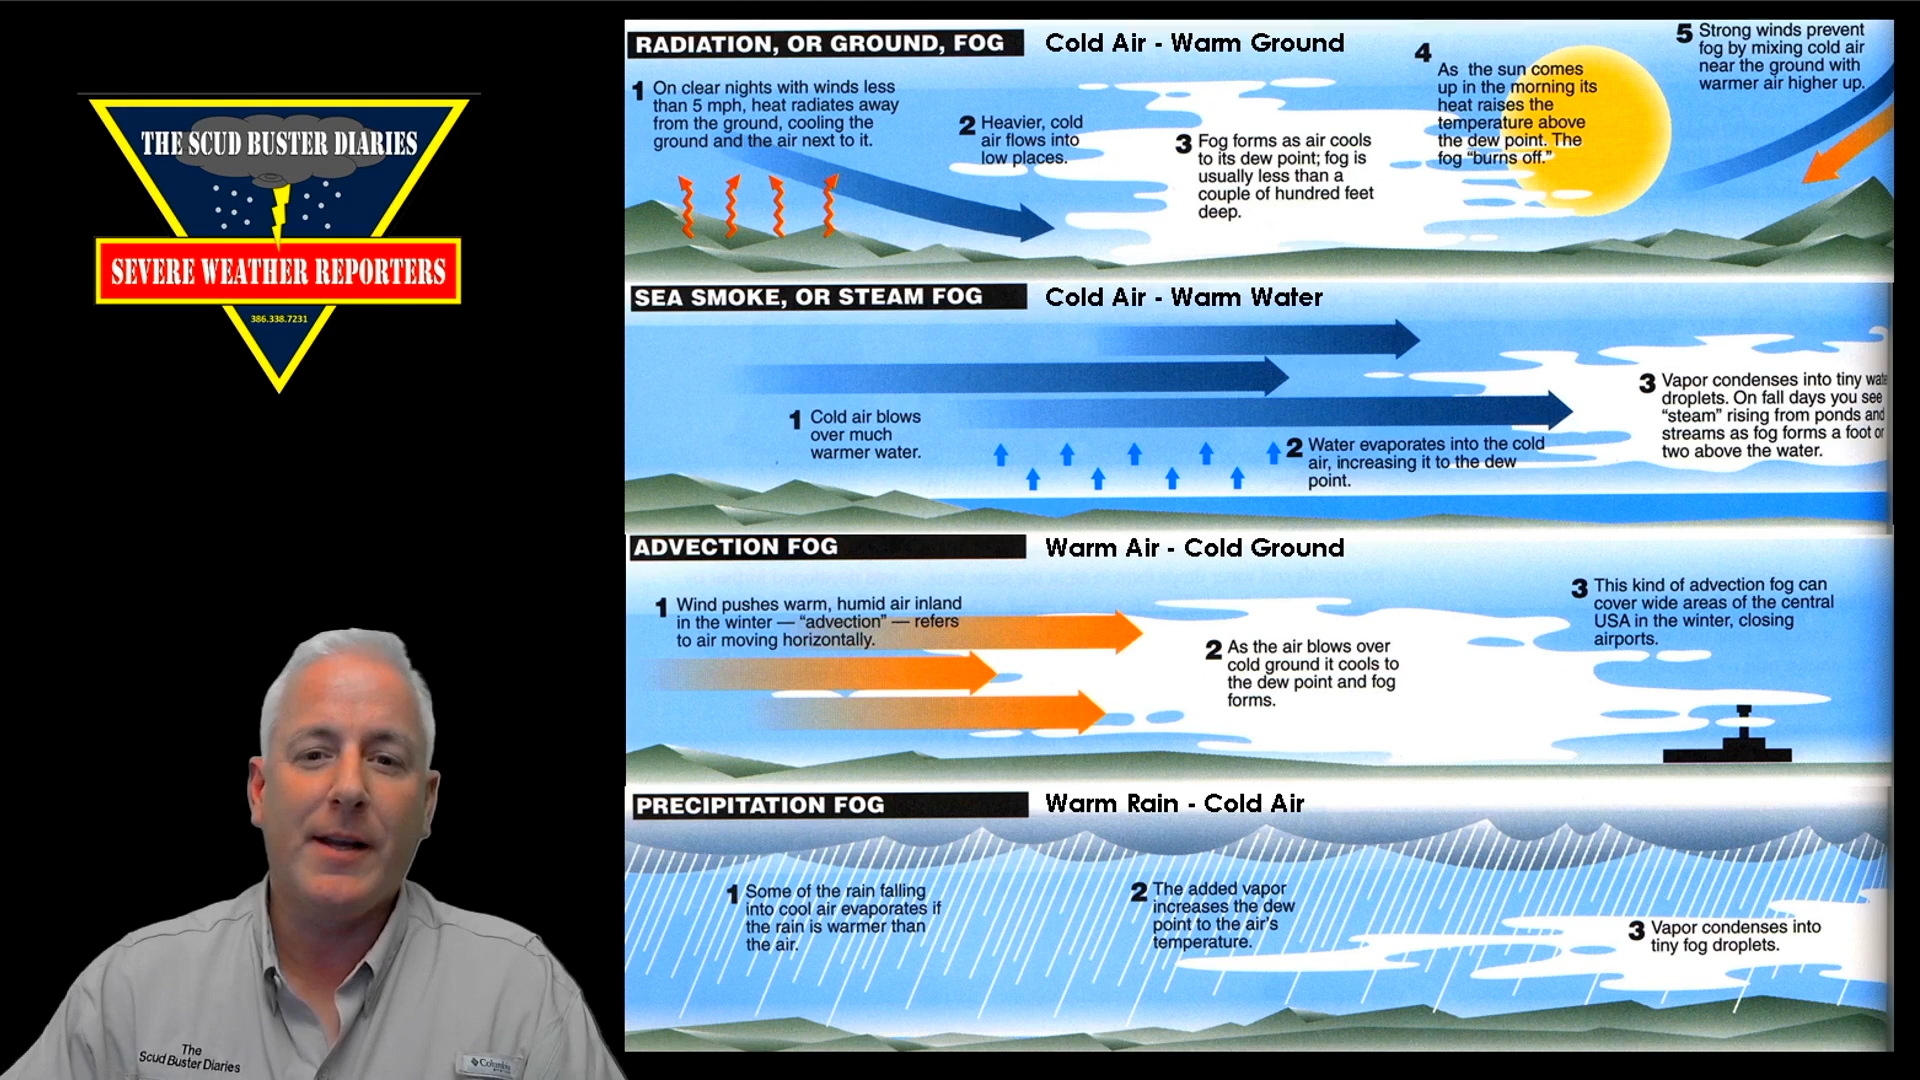 THE SCUD BUSTER DIARIES
SEVERE WEATHER REPORTERS
386.338.7231
The
Scud Buster Diaries
Columbia
RADIATION, OR GROUND, FOG
Cold Air - Warm Ground
1 On clear nights with winds less
than 5 mph, heat radiates away
from the ground, cooling the
ground and the air next to it.
2 Heavier, cold
air flows into
low places.
3 Fog forms as air cools
to its dew point; fog is
usually less than a
couple of hundred feet
deep.
4
As the sun comes
up in the morning its
heat raises the
temperature above
the dew point. The
fog “burns off.”
5 Strong winds prevent
fog by mixing cold air
near the ground with
warmer air higher up.
SEA SMOKE, OR STEAM FOG
Cold Air - Warm Water
1 Cold air blows
over much
warmer water.
2 Water evaporates into the cold
air, increasing it to the dew
point.
3 Vapor condenses into tiny wate
droplets. On fall days you see
“steam” rising from ponds and
streams as fog forms a foot or
two above the water.
ADVECTION FOG
Warm Air - Cold Ground
1 Wind pushes warm, humid air inland
in the winter — “advection” — refers
to air moving horizontally.
2 As the air blows over
cold ground it cools to
the dew point and fog
forms.
3 This kind of advection fog can
cover wide areas of the central
USA in the winter, closing
airports.
PRECIPITATION FOG
Warm Rain - Cold Air
1 Some of the rain falling
into cool air evaporates if
the rain is warmer than
the air.
2 The added vapor
increases the dew
point to the air's
temperature.
3 Vapor condenses into
tiny fog droplets.